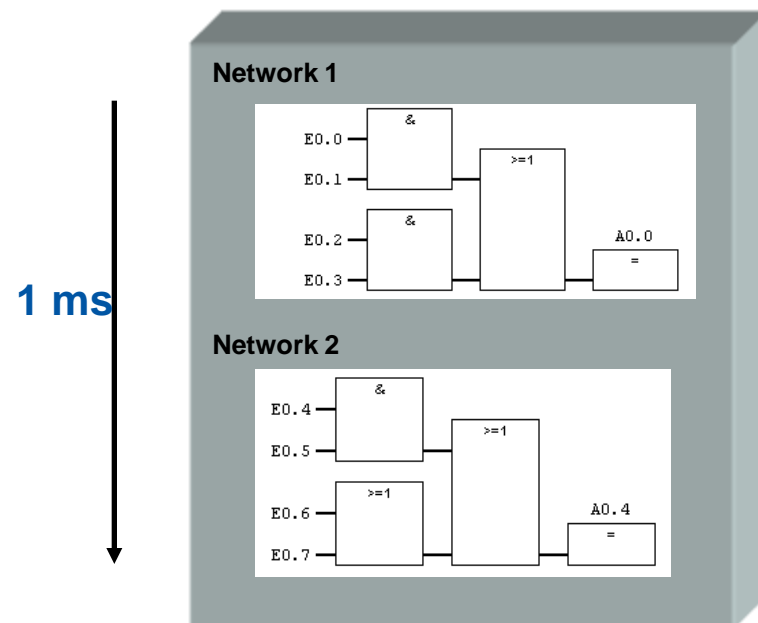 Network 1
&
E0.0
>=1
E0.1
&
E0.2
A0.0
=
E0.3
1 ms
Network 2
&
E0.4
>=1
E0.5
>=1
E0.6
A0.4
=
E0.7